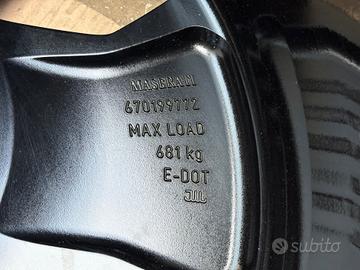 MASERATI
670199772
MAX LOAD
681 kg
E-DOT
JWL
subito